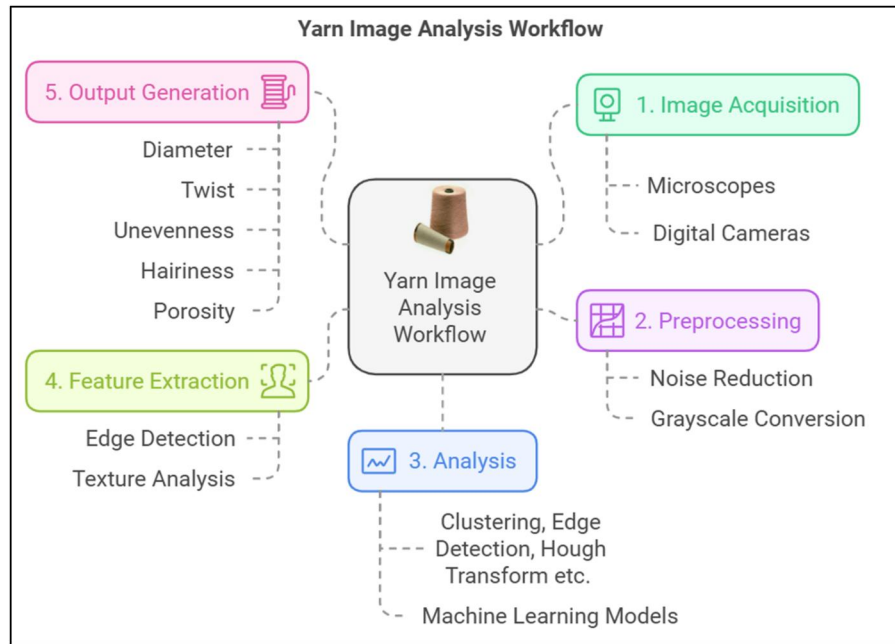 Yarn Image Analysis Workflow
5. Output Generation
Diameter
Twist
Unevenness
Hairiness
Porosity
1. Image Acquisition
Microscopes
Digital Cameras
Yarn Image
Analysis
Workflow
2. Preprocessing
Noise Reduction
Grayscale Conversion
4. Feature Extraction
Edge Detection
Texture Analysis
3. Analysis
Clustering, Edge
Detection, Hough
Transform etc.
Machine Learning Models